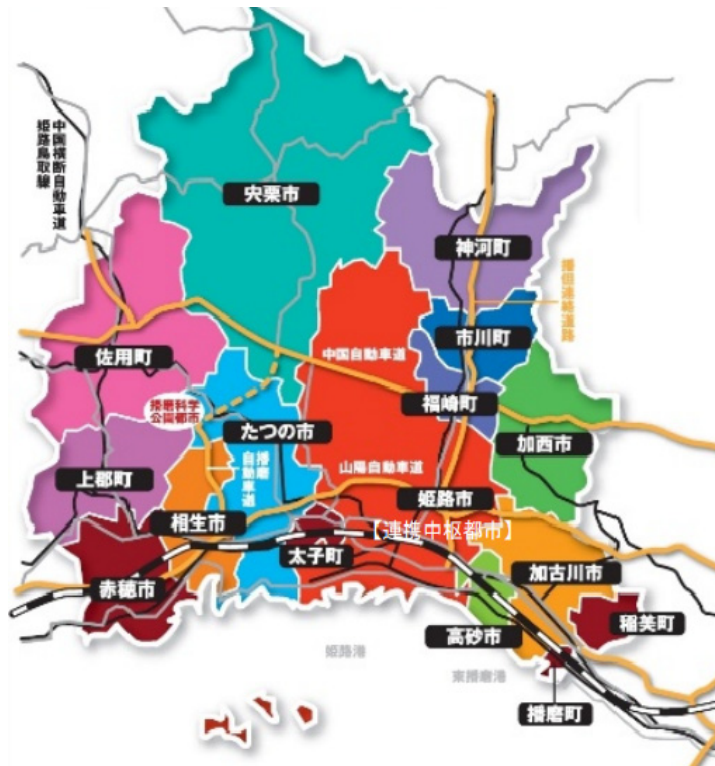 中国横断自動車道
姫路鳥取線
宍粟市
神河町
播但連絡道路
市川町
中国自動車道
佐用町
福崎町
播磨科学
公園都市
たつの市
加西市
播磨
自動車道
山陽自動車道
上郡町
姫路市
【連携中枢都市】
相生市
太子町
加古川市
赤穂市
稲美町
高砂市
姫路港
東播磨港
播磨町